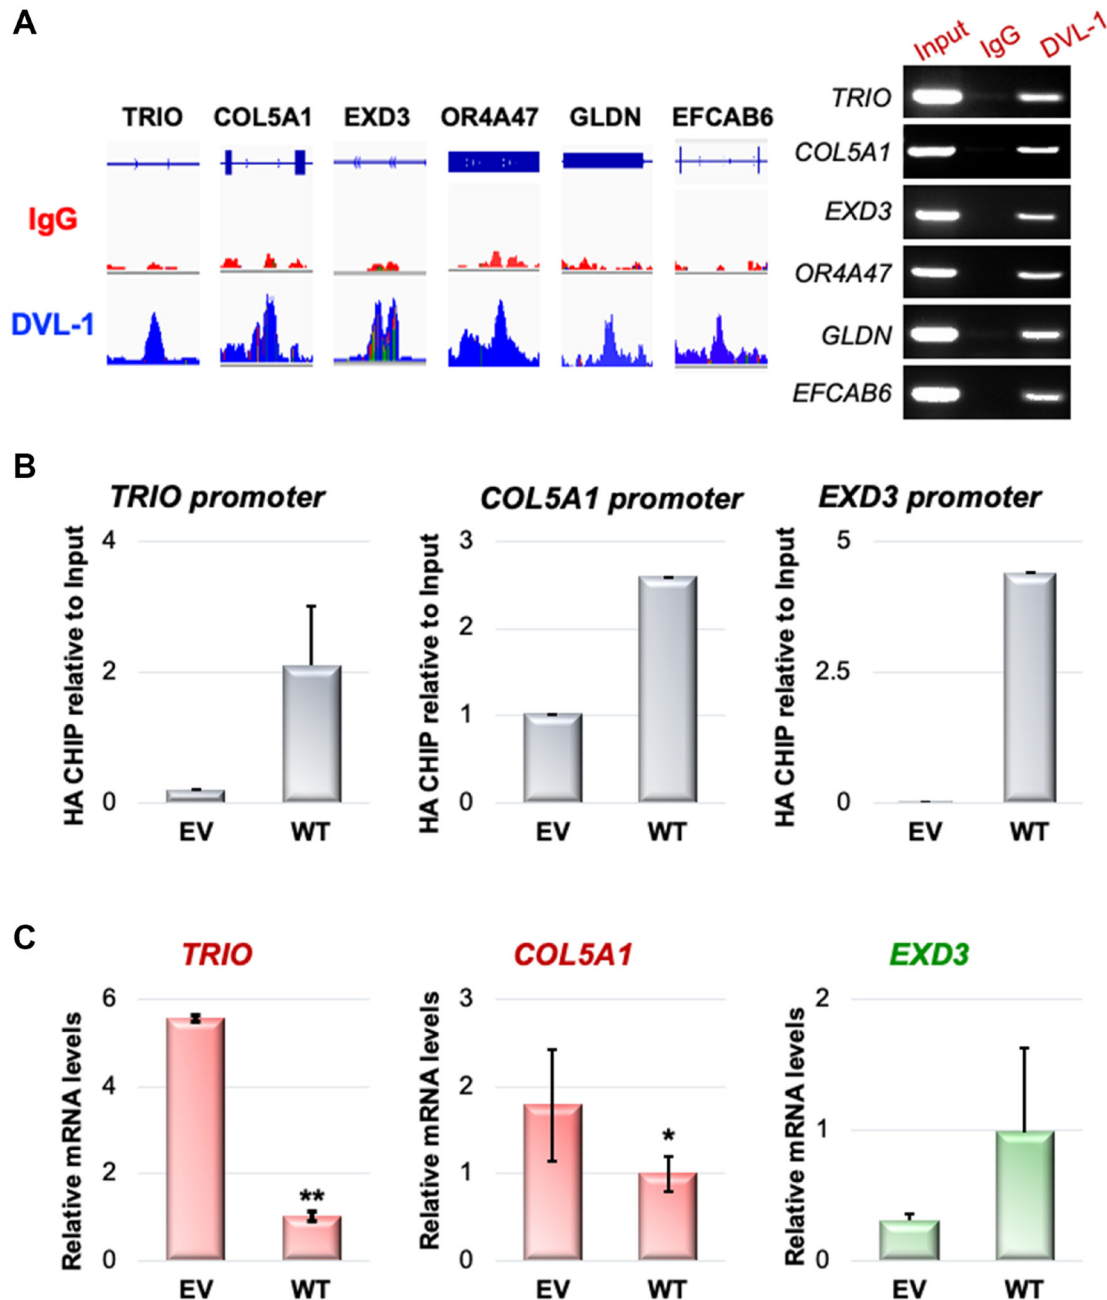 A
Input IgG DVL-1
TRIO COL5A1 EXD3 OR4A47 GLDN EFCAB6
IgG
DVL-1
TRIO
COL5A1
EXD3
OR4A47
GLDN
EFCAB6
B
TRIO promoter
HA CHIP relative to Input
4
2
0
EV WT
COL5A1 promoter
HA CHIP relative to Input
3
2
1
0
EV WT
EXD3 promoter
HA CHIP relative to Input
5
2.5
0
EV WT
C
TRIO
Relative mRNA levels
6
4
2
0
**
EV WT
COL5A1
Relative mRNA levels
3
2
1
0
*
EV WT
EXD3
Relative mRNA levels
2
1
0
EV WT